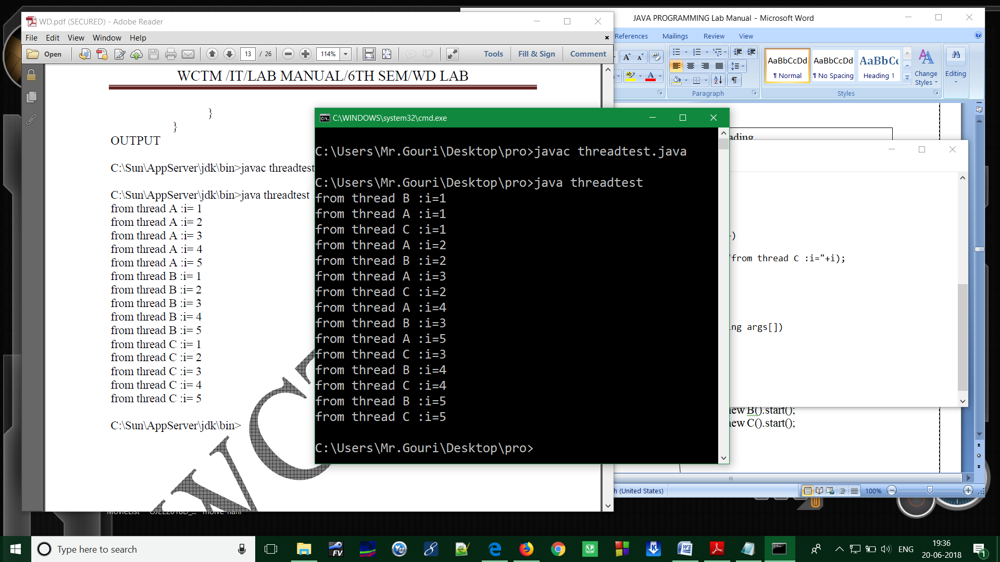 WD.pdf (SECURED) - Adobe Reader
File Edit View Window Help
Open 13 / 26 114% Tools Fill & Sign Comment
WCTM /IT/LAB MANUAL/6TH SEM/WD LAB
}
}
OUTPUT
C:\Sun\AppServer\jdk\bin>javac threadtest
C:\Sun\AppServer\jdk\bin>java threadtest
from thread A :i= 1
from thread A :i= 2
from thread A :i= 3
from thread A :i= 4
from thread A :i= 5
from thread B :i= 1
from thread B :i= 2
from thread B :i= 3
from thread B :i= 4
from thread B :i= 5
from thread C :i= 1
from thread C :i= 2
from thread C :i= 3
from thread C :i= 4
from thread C :i= 5
C:\Sun\AppServer\jdk\bin>
WCT
C:\WINDOWS\system32\cmd.exe
C:\Users\Mr.Gouri\Desktop\pro>javac threadtest.java
C:\Users\Mr.Gouri\Desktop\pro>java threadtest
from thread B :i=1
from thread A :i=1
from thread C :i=1
from thread A :i=2
from thread B :i=2
from thread A :i=3
from thread C :i=2
from thread A :i=4
from thread B :i=3
from thread A :i=5
from thread C :i=3
from thread B :i=4
from thread C :i=4
from thread B :i=5
from thread C :i=5
C:\Users\Mr.Gouri\Desktop\pro>
JAVA PROGRAMMING Lab Manual - Microsoft Word
References Mailings Review View
AaBbCcDd AaBbCcDd AaBbCc
¶ Normal ¶ No Spacing Heading 1
Change Styles
Editing
Paragraph Styles
ading
)
"from thread C :i="+i);
ng args[])
new B().start();
new C().start();
h (United States) 100%
MovieList OJEE2018D_... moive-hani
Type here to search
FV
ENG
19:36
20-06-2018
1